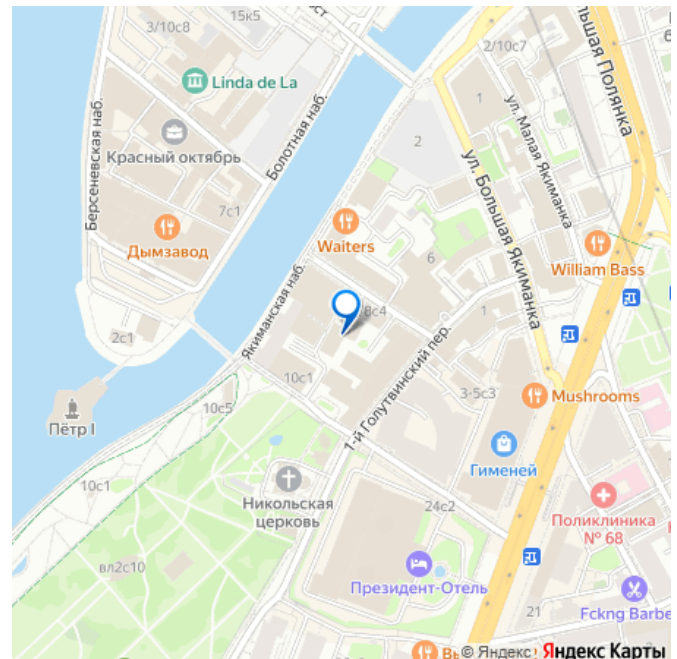 15к5
3/10с8
2/10с7
Большая Полянка
Linda de La
1
ул. Малая Якиманка
Берсеневская наб.
Болотная наб.
Красный октябрь
2
ул. Большая Якиманка
7с1
Дымзавод
Waiters
6
William Bass
Якиманская наб.
/8с4
1
2с1
1-й Голутвинский пер.
10с1
3-5с3
Mushrooms
Пётр I
10с5
Гименей
10с1
Никольская
церковь
24с2
Поликлиника
№ 68
вл2с10
Президент-Отель
21
Fckng Barbe
© Яндекс
Яндекс Карты